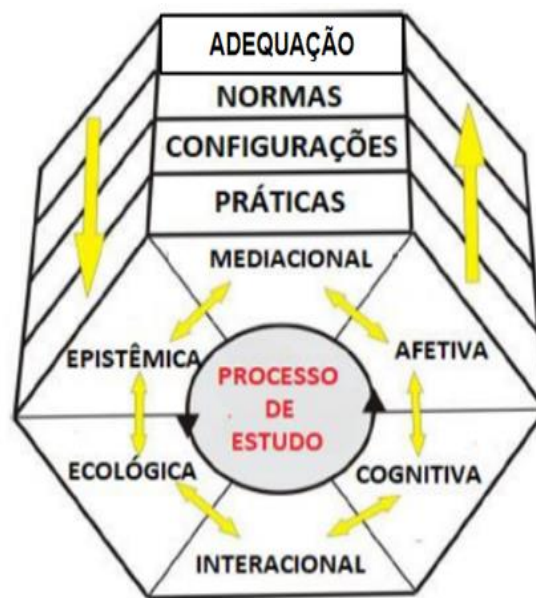 ADEQUAÇÃO
NORMAS
CONFIGURAÇÕES
PRÁTICAS
MEDIACIONAL
EPISTÊMICA
AFETIVA
PROCESSO
DE
ESTUDO
ECOLÓGICA
COGNITIVA
INTERACIONAL